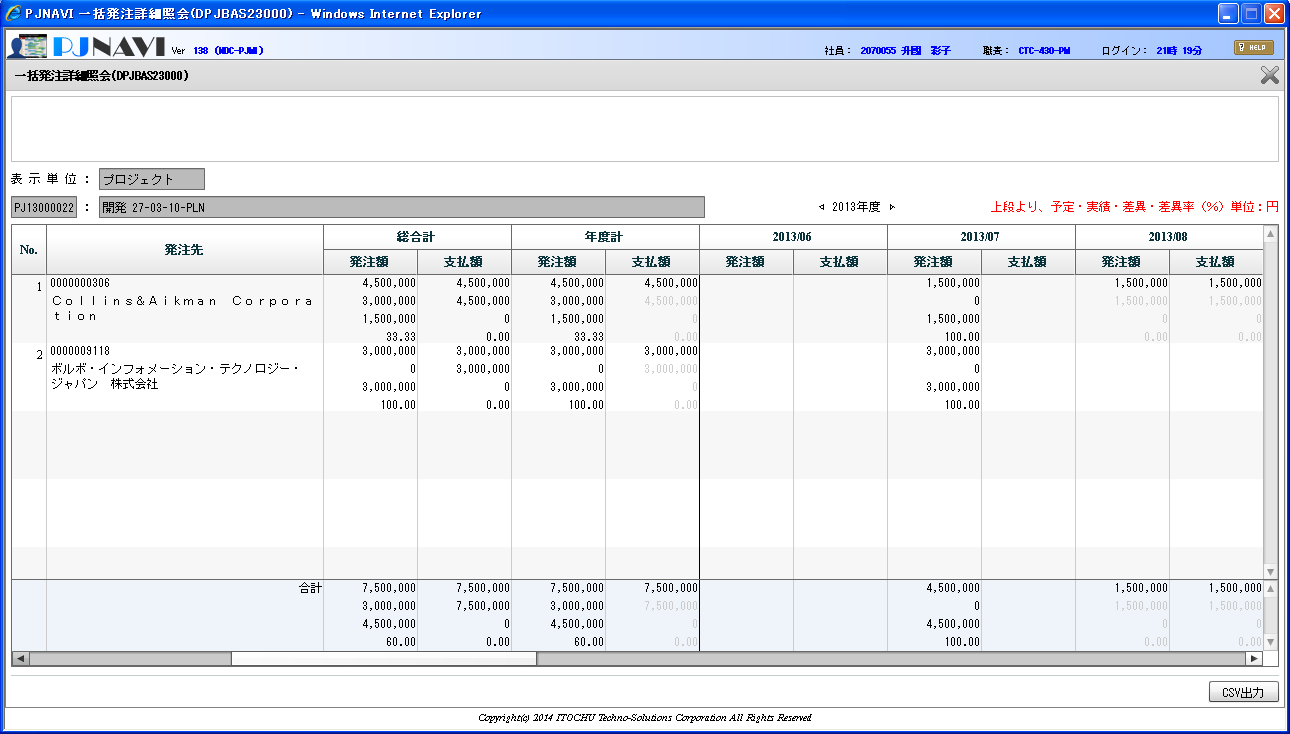 PJNAVI 一括発注詳細照会(DPJBAS23000) - Windows Internet Explorer
PJNAVI Ver 138 (NDC-PJM) 社員： 2070055 升國 彩子 職責： CTC-430-PM ログイン： 21時 19分 ? HELP
一括発注詳細照会(DPJBAS23000)
表 示 単 位 ： プロジェクト
PJ13000022 ： 開発 27-03-10-PLN 2013年度 上段より、予定・実績・差異・差異率（%）単位：円
No. 発注先 総合計 年度計 2013/06 2013/07 2013/08
発注額 支払額 発注額 支払額 発注額 支払額 発注額 支払額 発注額 支払額
1 0000000306 4,500,000 4,500,000 4,500,000 4,500,000 1,500,000 1,500,000 1,500,000
Ｃｏｌｌｉｎｓ＆Ａｉｋｍａｎ　Ｃｏｒｐｏｒａ 3,000,000 4,500,000 3,000,000 4,500,000 0 1,500,000 1,500,000
ｔｉｏｎ 1,500,000 0 1,500,000 0 1,500,000 0 0
33.33 0.00 33.33 0.00 100.00 0.00 0.00
2 0000009118 3,000,000 3,000,000 3,000,000 3,000,000 3,000,000
ボルボ・インフォメーション・テクノロジー・ 0 3,000,000 0 3,000,000 0
ジャパン　株式会社 3,000,000 0 3,000,000 0 3,000,000
100.00 0.00 100.00 0.00 100.00
合計 7,500,000 7,500,000 7,500,000 7,500,000 4,500,000 1,500,000 1,500,000
3,000,000 7,500,000 3,000,000 7,500,000 0 1,500,000 1,500,000
4,500,000 0 4,500,000 0 4,500,000 0 0
60.00 0.00 60.00 0.00 100.00 0.00 0.00
CSV出力
Copyright(c) 2014 ITOCHU Techno-Solutions Corporation All Rights Reserved